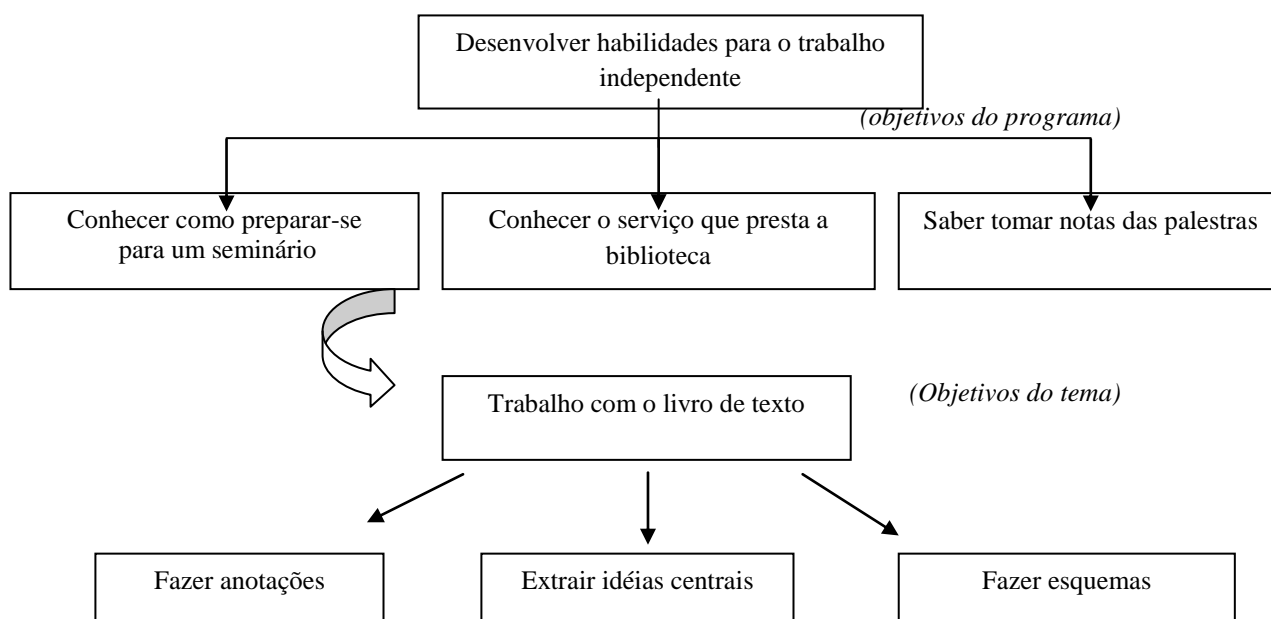 Desenvolver habilidades para o trabalho
independente
(objetivos do programa)
Conhecer como preparar-se
para um seminário
Conhecer o serviço que presta a
biblioteca
Saber tomar notas das palestras
Trabalho com o livro de texto
(Objetivos do tema)
Fazer anotações
Extrair idéias centrais
Fazer esquemas